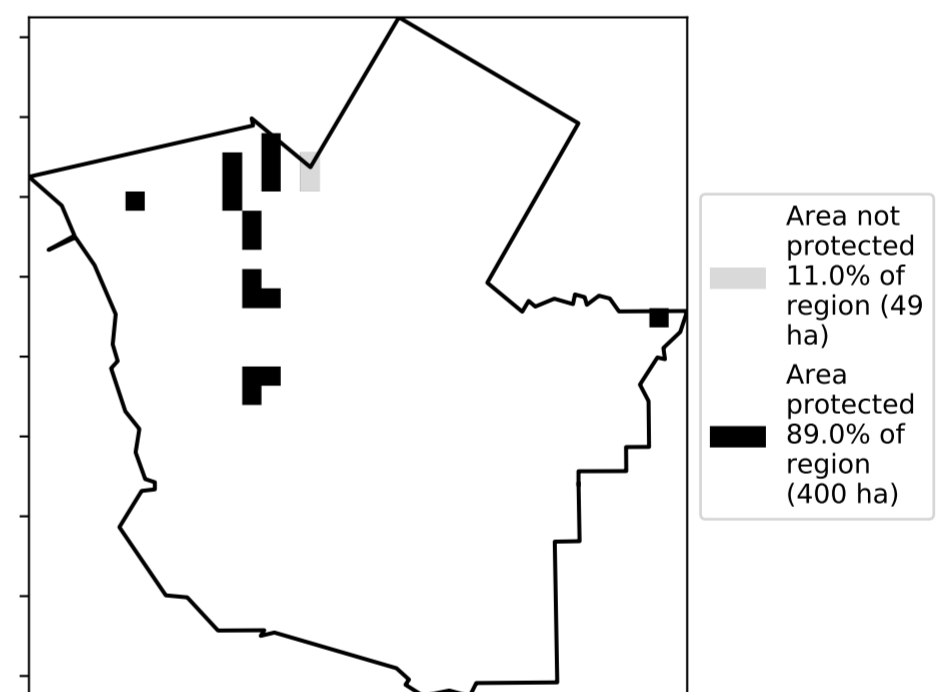 Area not
protected
11.0% of
region (49
ha)
Area
protected
89.0% of
region
(400 ha)